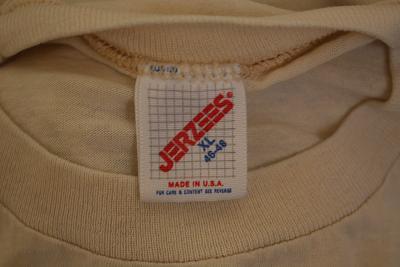 JERZEES®
XL
46-48
MADE IN U.S.A.
FOR CARE & CONTENT SEE REVERSE